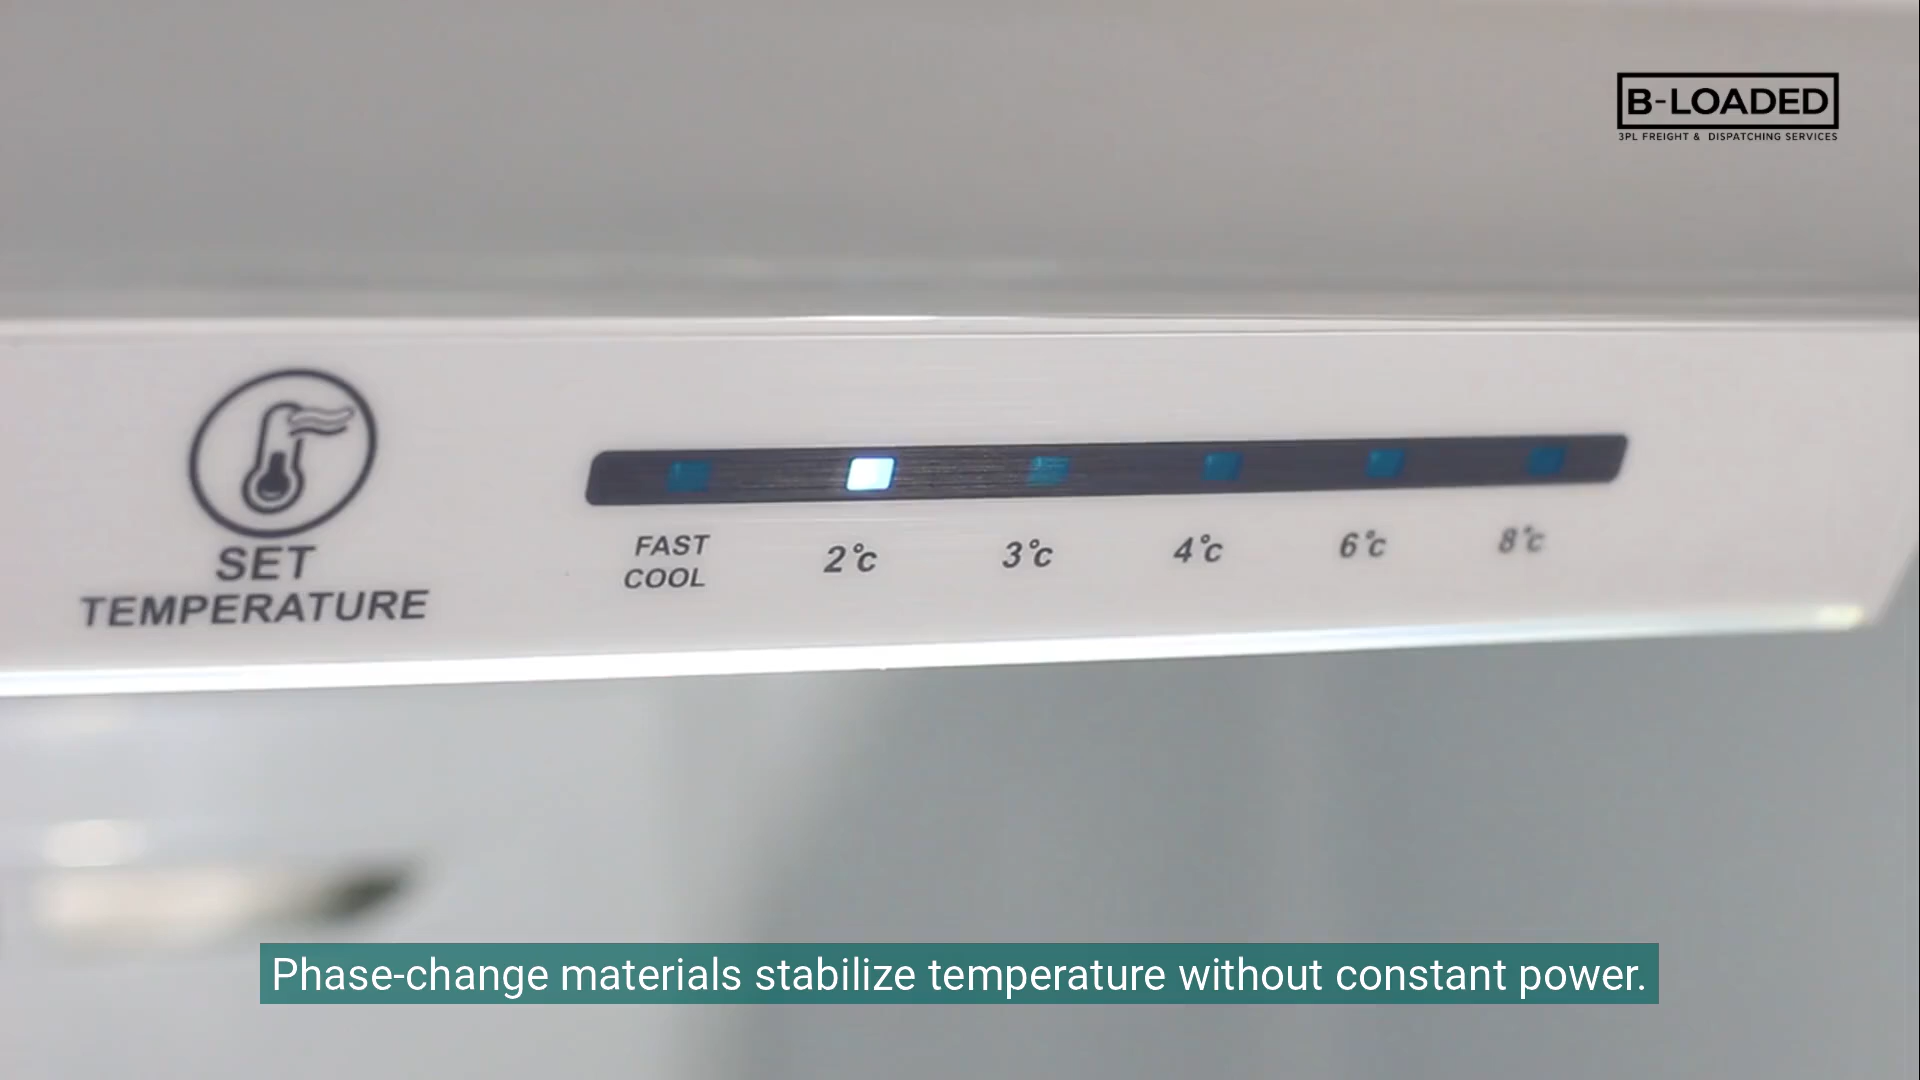 B-LOADED
3PL FREIGHT & DISPATCHING SERVICES
SET
TEMPERATURE
FAST
COOL
2°c
3°c
4°c
6°c
8°c
Phase-change materials stabilize temperature without constant power.